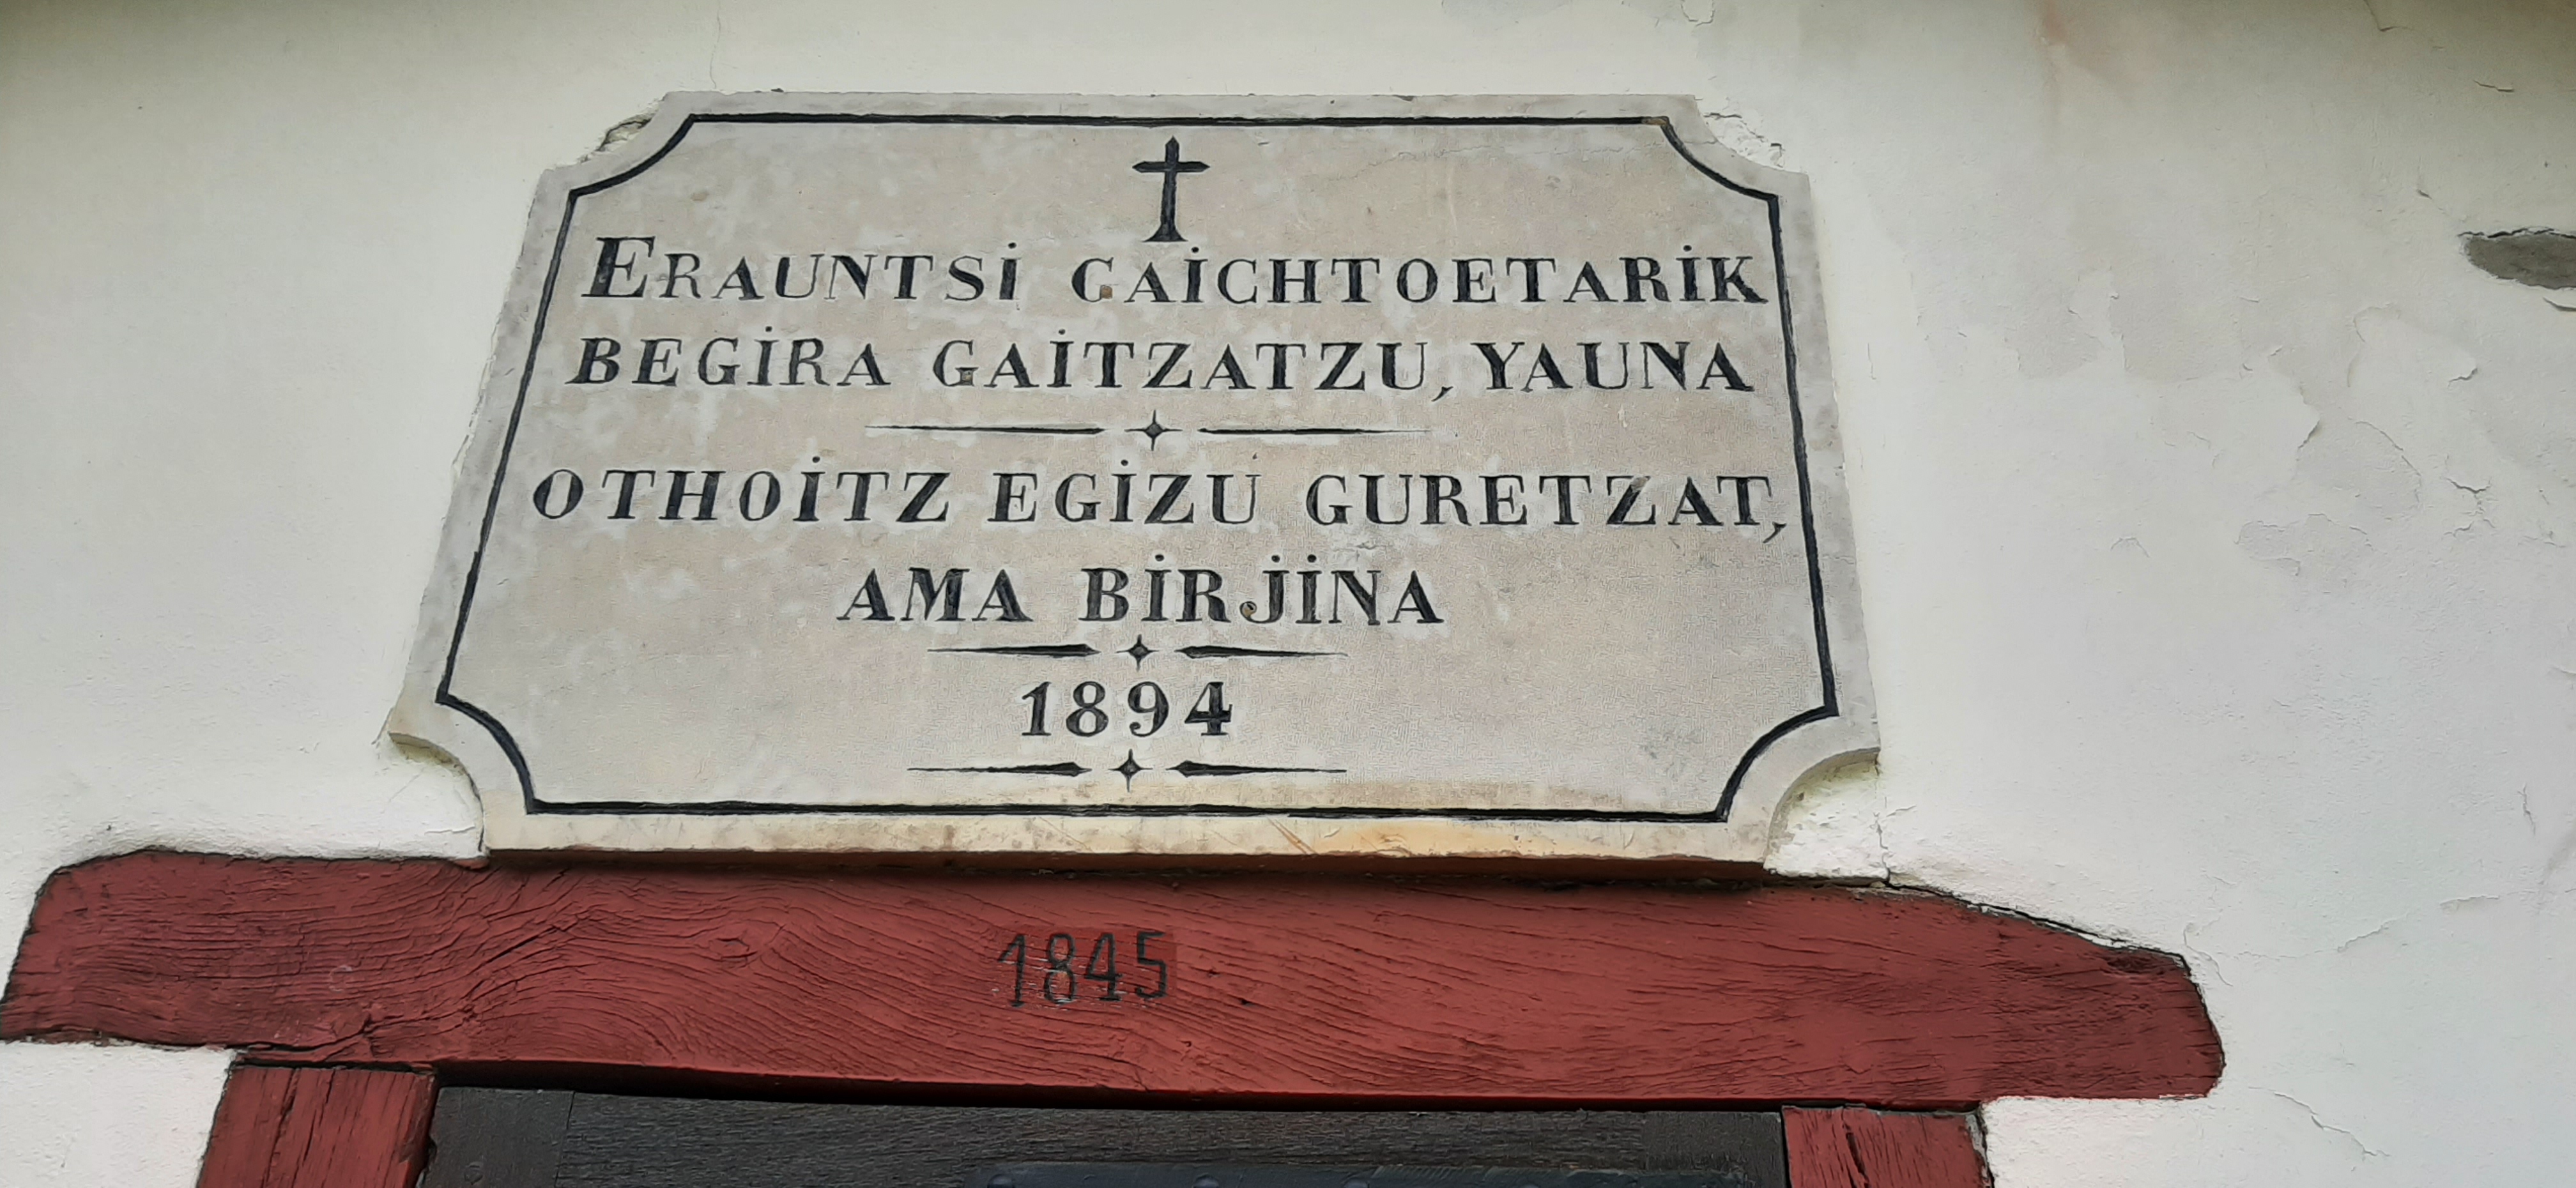 ERAUNTSI GAICHTOETARIK
BEGIRA GAITZATZU, YAUNA
OTHOITZ EGIZU GURETZAT,
AMA BIRJINA
1894
1845